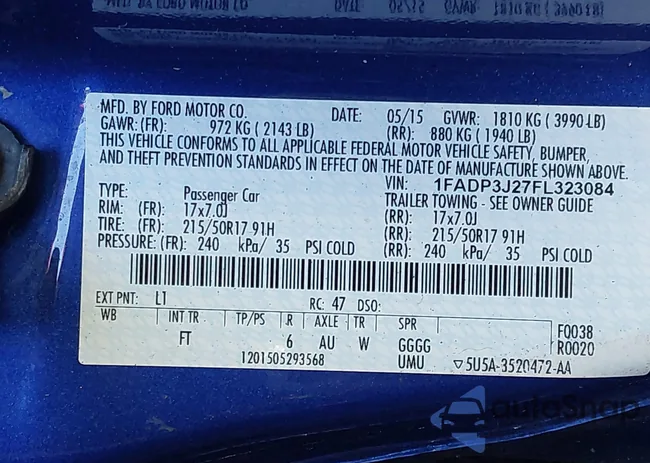 MFD. BY FORD MOTOR CO. DATE: 05/15 GVWR: 1810 KG ( 3990 LB)
GAWR: (FR): 972 KG ( 2143 LB) (RR): 880 KG ( 1940 LB)
THIS VEHICLE CONFORMS TO ALL APPLICABLE FEDERAL MOTOR VEHICLE SAFETY, BUMPER,
AND THEFT PREVENTION STANDARDS IN EFFECT ON THE DATE OF MANUFACTURE SHOWN ABOVE.
VIN: 1FADP3J27FL323084
TYPE: Passenger Car TRAILER TOWING - SEE OWNER GUIDE
RIM: (FR): 17x7.0J (RR): 17x7.0J
TIRE: (FR): 215/50R17 91H (RR): 215/50R17 91H
PRESSURE: (FR): 240 kPa/ 35 PSI COLD (RR): 240 kPa/ 35 PSI COLD
EXT PNT: L1 RC: 47 DSO:
WB INT TR TP/PS R AXLE TR SPR F0038
FT 6 AU W GGGG R0020
1201505293568 UMU ▽5U5A-3520472-AA
autoSnap